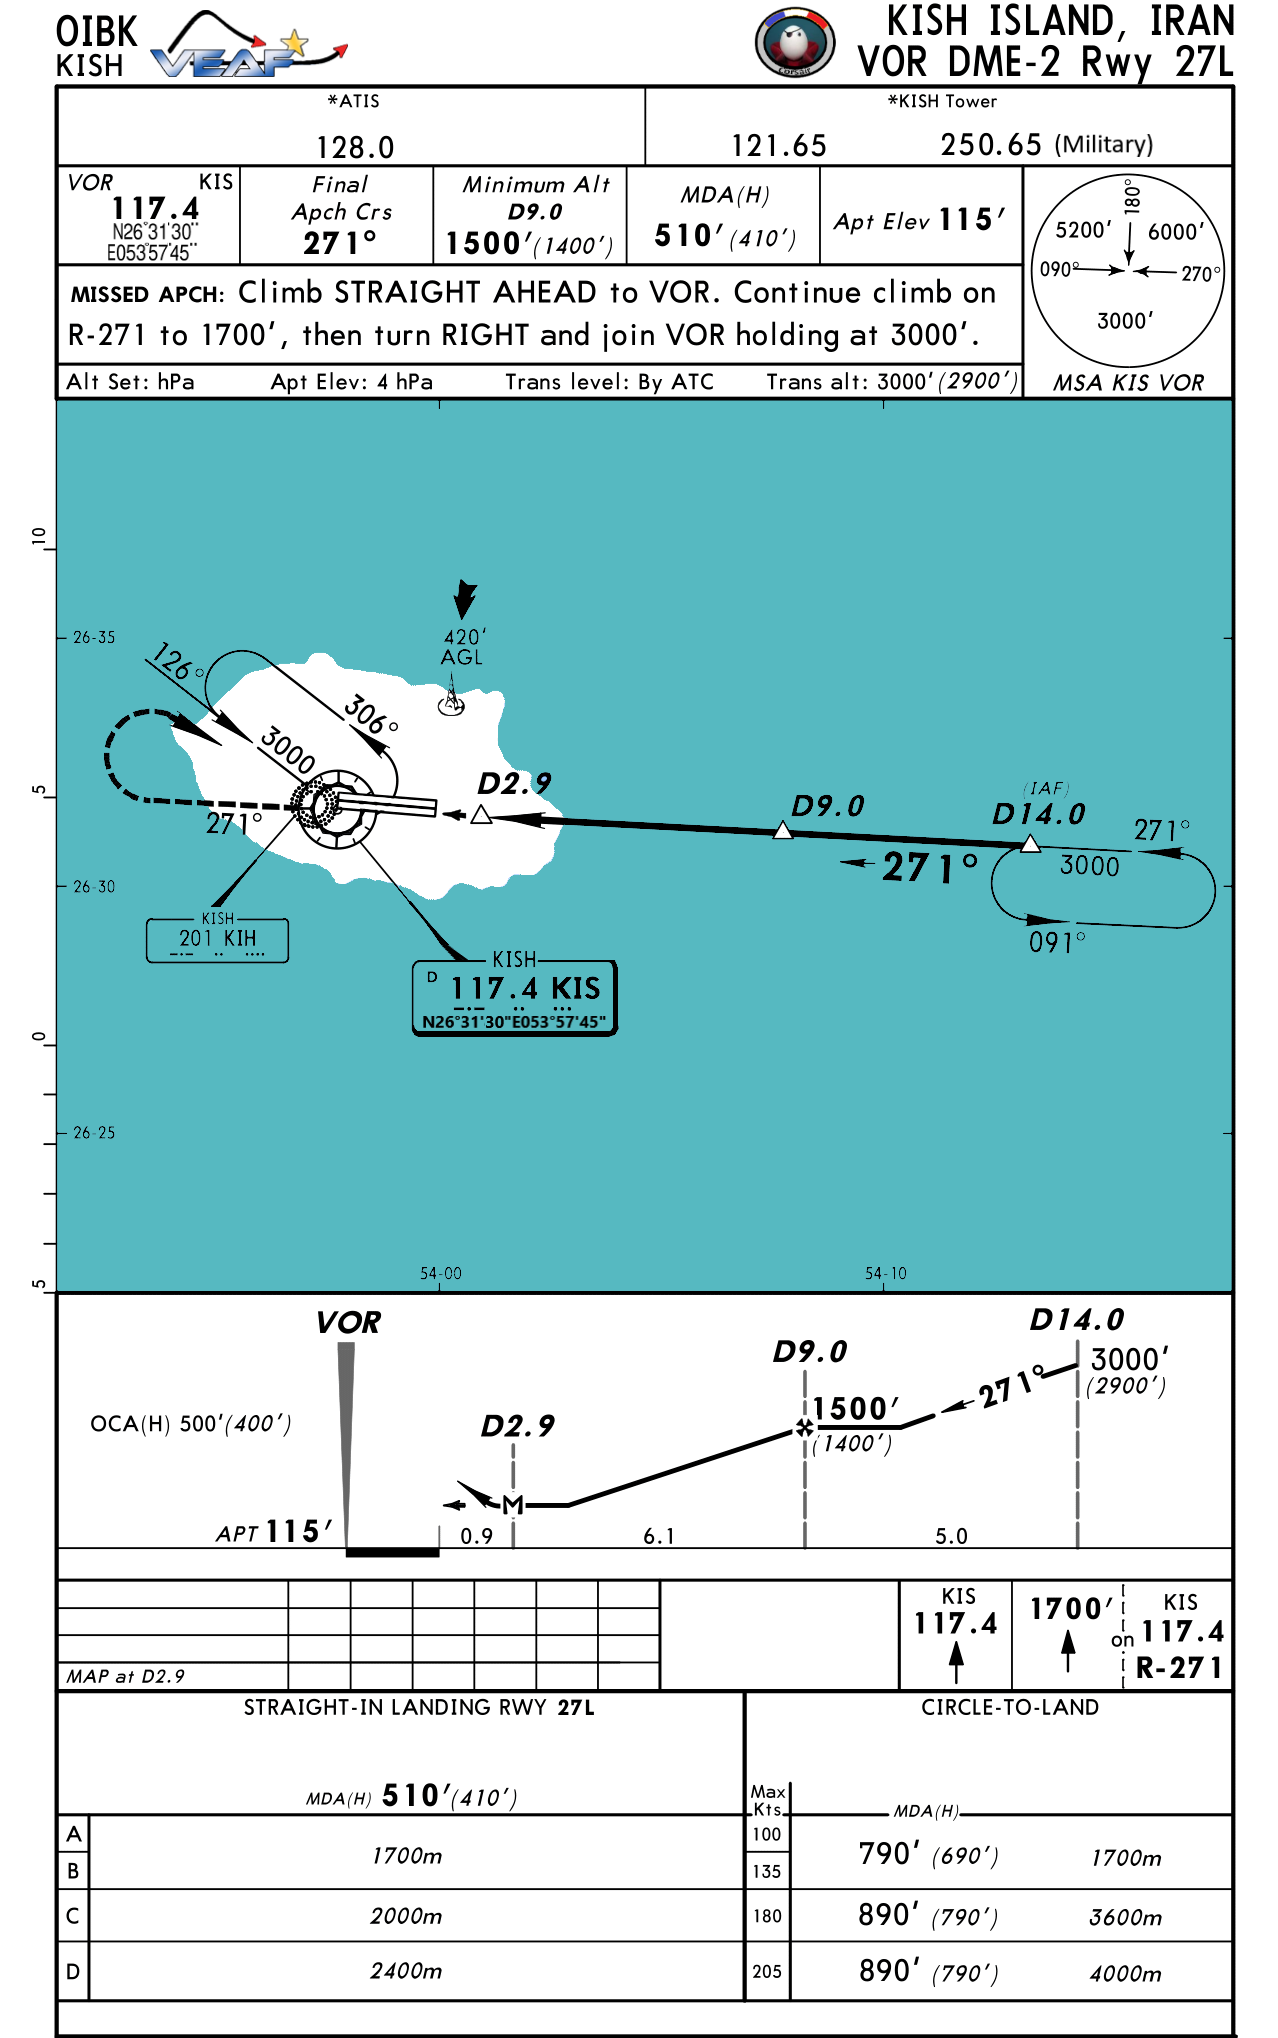 OIBK
KISH
VEAF
corsair
KISH ISLAND, IRAN
VOR DME-2 Rwy 27L
*ATIS
128.0
*KISH Tower
121.65 250.65 (Military)
VOR KIS
117.4
N26°31'30"
E053°57'45"
Final
Apch Crs
271°
Minimum Alt
D9.0
1500' (1400')
MDA(H)
510' (410')
Apt Elev 115'
180°
5200' 6000'
090° 270°
3000'
MSA KIS VOR
MISSED APCH: Climb STRAIGHT AHEAD to VOR. Continue climb on
R-271 to 1700', then turn RIGHT and join VOR holding at 3000'.
Alt Set: hPa Apt Elev: 4 hPa Trans level: By ATC Trans alt: 3000' (2900')
10
5
0
5
26-35
26-30
26-25
54-00
54-10
420'
AGL
126°
306°
3000
271°
D2.9
D9.0
(IAF)
D14.0
271°
271°
3000
091°
KISH
201 KIH
KISH
D 117.4 KIS
N26°31'30"E053°57'45"
VOR
D14.0
D9.0
3000'
(2900')
271°
1500'
(1400')
OCA(H) 500'(400')
D2.9
M
APT 115'
0.9 6.1 5.0
MAP at D2.9
KIS
117.4
1700'
on
KIS
117.4
R-271
STRAIGHT-IN LANDING RWY 27L
CIRCLE-TO-LAND
MDA(H) 510'(410')
Max
Kts
MDA(H)
A
B
1700m
100
135
790' (690') 1700m
C 2000m 180 890' (790') 3600m
D 2400m 205 890' (790') 4000m